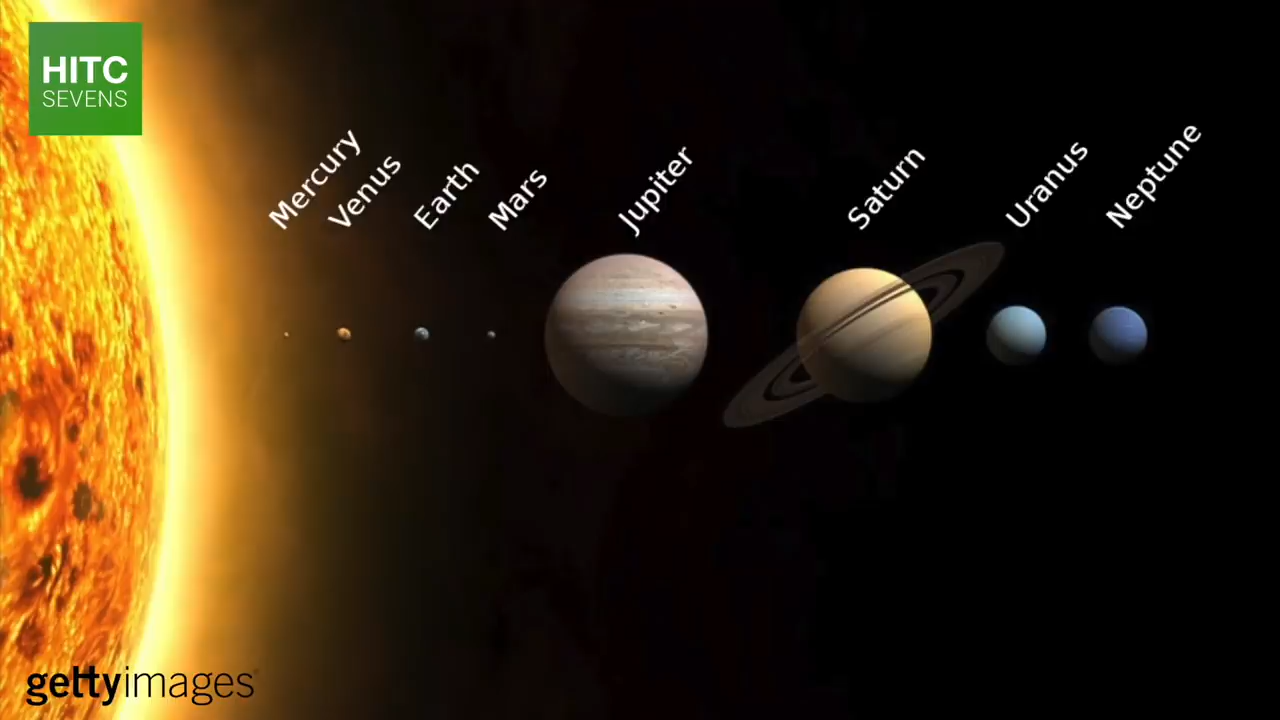 HITC
SEVENS
Mercury
Venus
Earth
Mars
Jupiter
Saturn
Uranus
Neptune
gettyimages